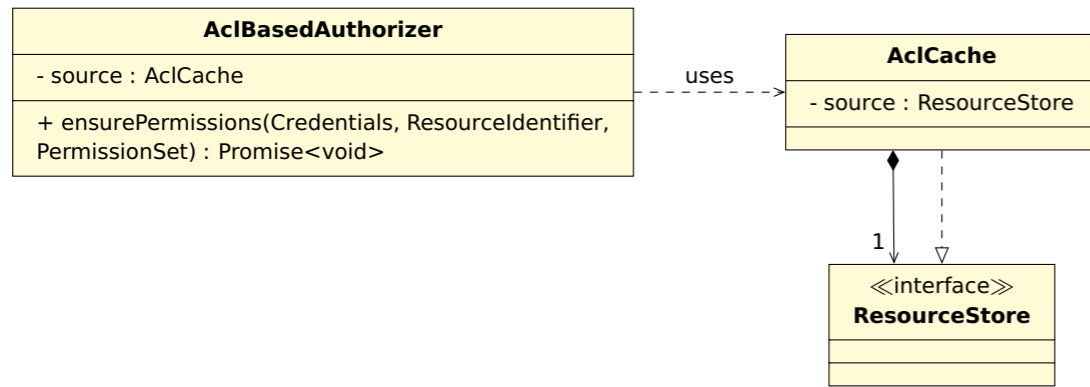 AclBasedAuthorizer
- source : AclCache
+ ensurePermissions(Credentials, ResourceIdentifier,
PermissionSet) : Promise<void>
uses
AclCache
- source : ResourceStore
1
≪interface≫
ResourceStore